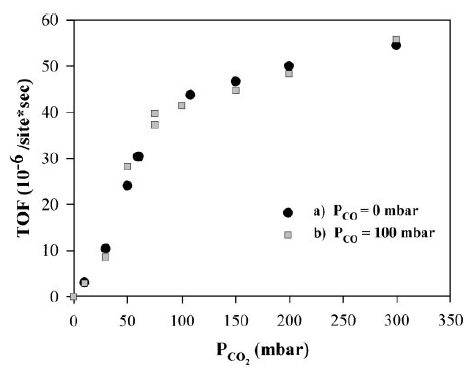 60
50
40
30
20
10
0
TOF (10⁻⁶ /site*sec)
a) P_CO = 0 mbar
b) P_CO = 100 mbar
0 50 100 150 200 250 300 350
P_CO₂ (mbar)